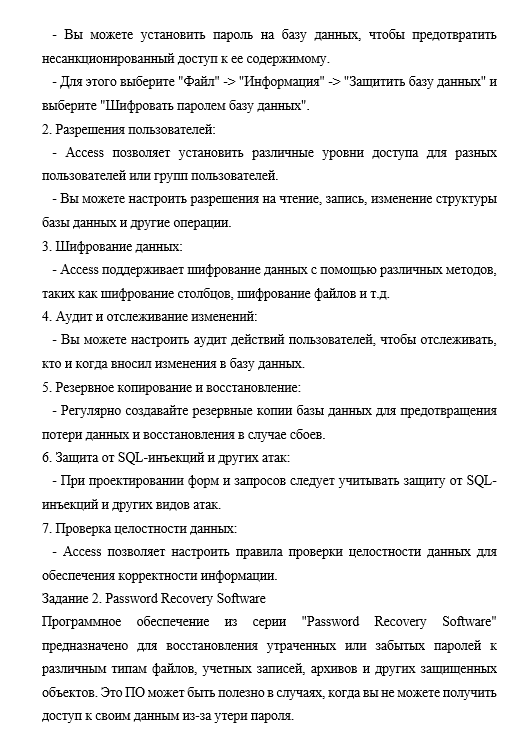 - Вы можете установить пароль на базу данных, чтобы предотвратить
несанкционированный доступ к ее содержимому.
- Для этого выберите "Файл" -> "Информация" -> "Защитить базу данных" и
выберите "Шифровать паролем базу данных".
2. Разрешения пользователей:
- Access позволяет установить различные уровни доступа для разных
пользователей или групп пользователей.
- Вы можете настроить разрешения на чтение, запись, изменение структуры
базы данных и другие операции.
3. Шифрование данных:
- Access поддерживает шифрование данных с помощью различных методов,
таких как шифрование столбцов, шифрование файлов и т.д.
4. Аудит и отслеживание изменений:
- Вы можете настроить аудит действий пользователей, чтобы отслеживать,
кто и когда вносил изменения в базу данных.
5. Резервное копирование и восстановление:
- Регулярно создавайте резервные копии базы данных для предотвращения
потери данных и восстановления в случае сбоев.
6. Защита от SQL-инъекций и других атак:
- При проектировании форм и запросов следует учитывать защиту от SQL-
инъекций и других видов атак.
7. Проверка целостности данных:
- Access позволяет настроить правила проверки целостности данных для
обеспечения корректности информации.
Задание 2. Password Recovery Software
Программное обеспечение из серии "Password Recovery Software"
предназначено для восстановления утраченных или забытых паролей к
различным типам файлов, учетных записей, архивов и других защищенных
объектов. Это ПО может быть полезно в случаях, когда вы не можете получить
доступ к своим данным из-за утери пароля.